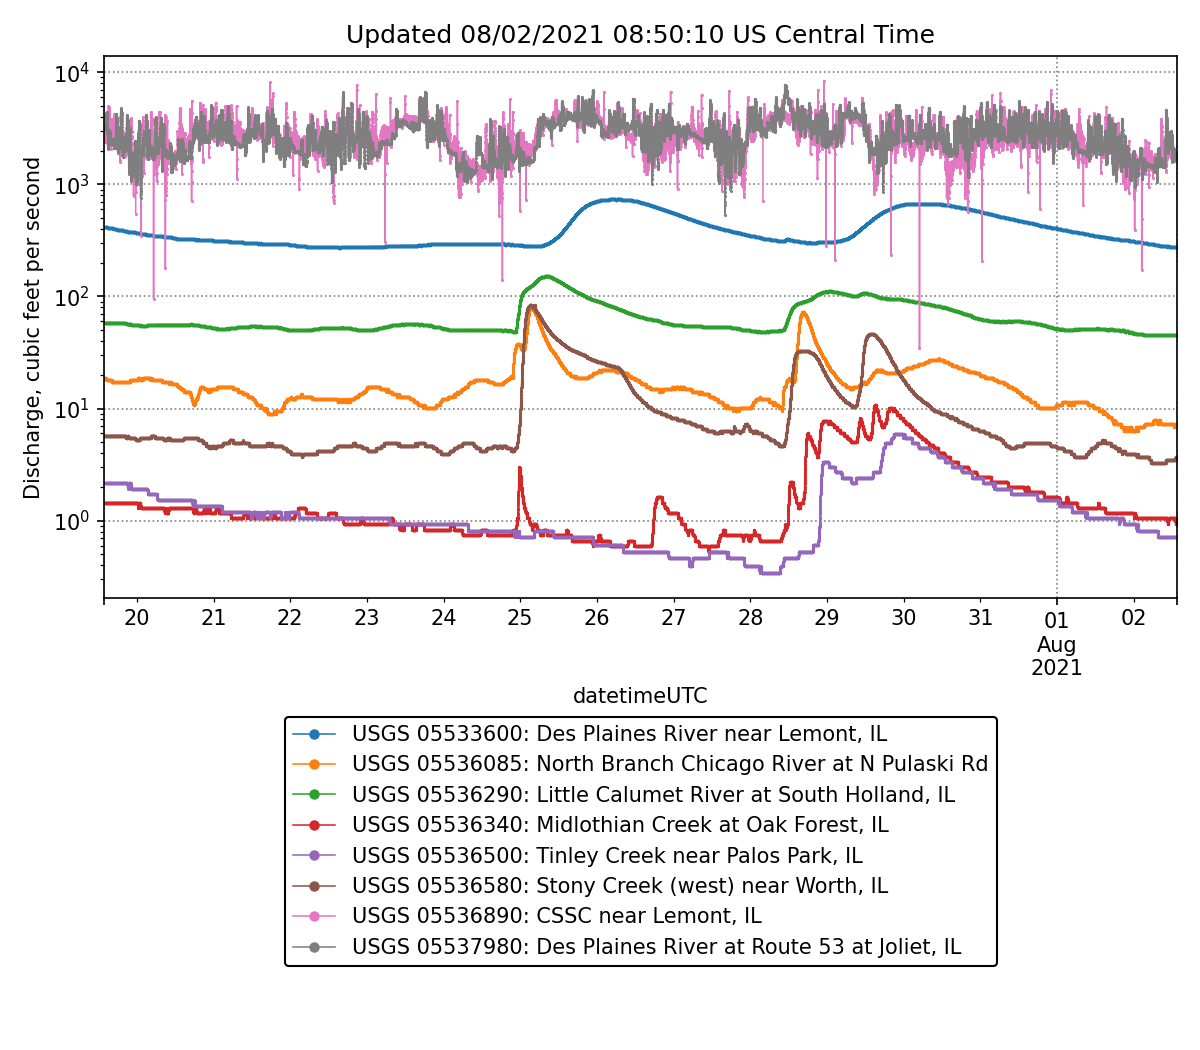 Updated 08/02/2021 08:50:10 US Central Time
Discharge, cubic feet per second
10^4
10^3
10^2
10^1
10^0
20 21 22 23 24 25 26 27 28 29 30 31 01 02
Aug
2021
datetimeUTC
USGS 05533600: Des Plaines River near Lemont, IL
USGS 05536085: North Branch Chicago River at N Pulaski Rd
USGS 05536290: Little Calumet River at South Holland, IL
USGS 05536340: Midlothian Creek at Oak Forest, IL
USGS 05536500: Tinley Creek near Palos Park, IL
USGS 05536580: Stony Creek (west) near Worth, IL
USGS 05536890: CSSC near Lemont, IL
USGS 05537980: Des Plaines River at Route 53 at Joliet, IL